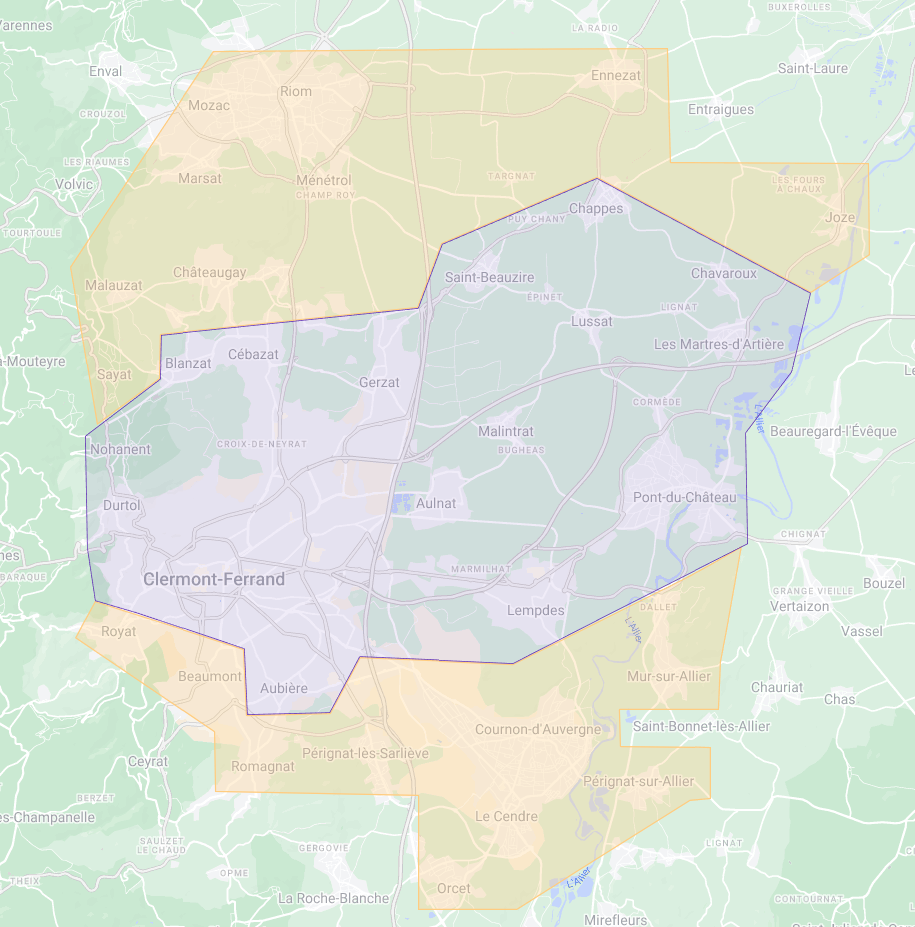 BUXEROLLES
Varennes
LA RADIO
Enval
Saint-Laure
Ennezat
Riom
Mozac
Entraigues
CROUZOL
LES RIAUMES
Marsat
Ménétrol
TARGNAT
LES FOURS
À CHAUX
Volvic
CHAMP ROY
Chappes
Joze
PUY CHANY
TOURTOULE
Châteaugay
Saint-Beauzire
Chavaroux
Malauzat
ÉPINET
LIGNAT
Lussat
Les Martres-d'Artière
Cébazat
a-Mouteyre
Blanzat
Sayat
Gerzat
CORMÈDE
L'Allier
Malintrat
Beauregard-l'Évêque
Nohanent
CROIX-DE-NEYRAT
BUGHEAS
Durtol
Aulnat
Pont-du-Château
CHIGNAT
nes
BARAQUE
Clermont-Ferrand
MARMILHAT
Bouzel
GRANGE VIEILLE
Vertaizon
Lempdes
DALLET
Royat
L'Allier
Vassel
Beaumont
Mur-sur-Allier
Aubière
Chauriat
Chas
Cournon-d'Auvergne
Saint-Bonnet-lès-Allier
Pérignat-lès-Sarliève
Ceyrat
Romagnat
Pérignat-sur-Allier
BERZET
es-Champanelle
Le Cendre
SAULZET
LE CHAUD
GERGOVIE
LIGNAT
OPME
THEIX
L'Allier
Orcet
La Roche-Blanche
CONTOURNAT
Mirefleurs